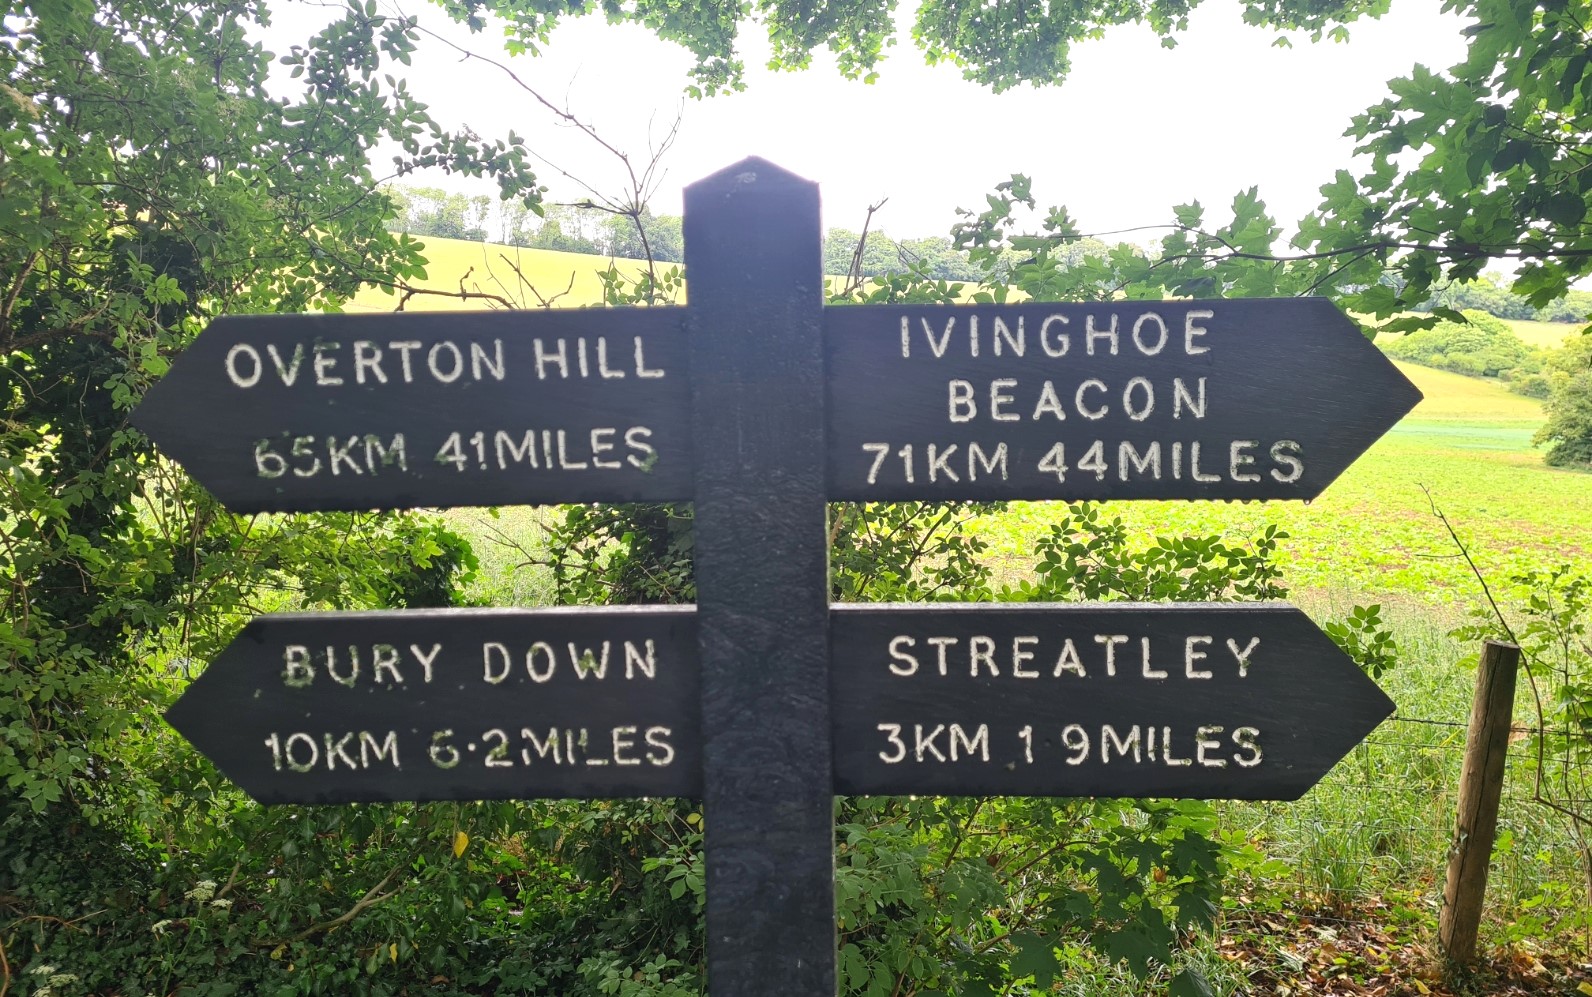 OVERTON HILL
65KM 41MILES
IVINGHOE
BEACON
71KM 44MILES
BURY DOWN
10KM 6·2MILES
STREATLEY
3KM 1 9MILES